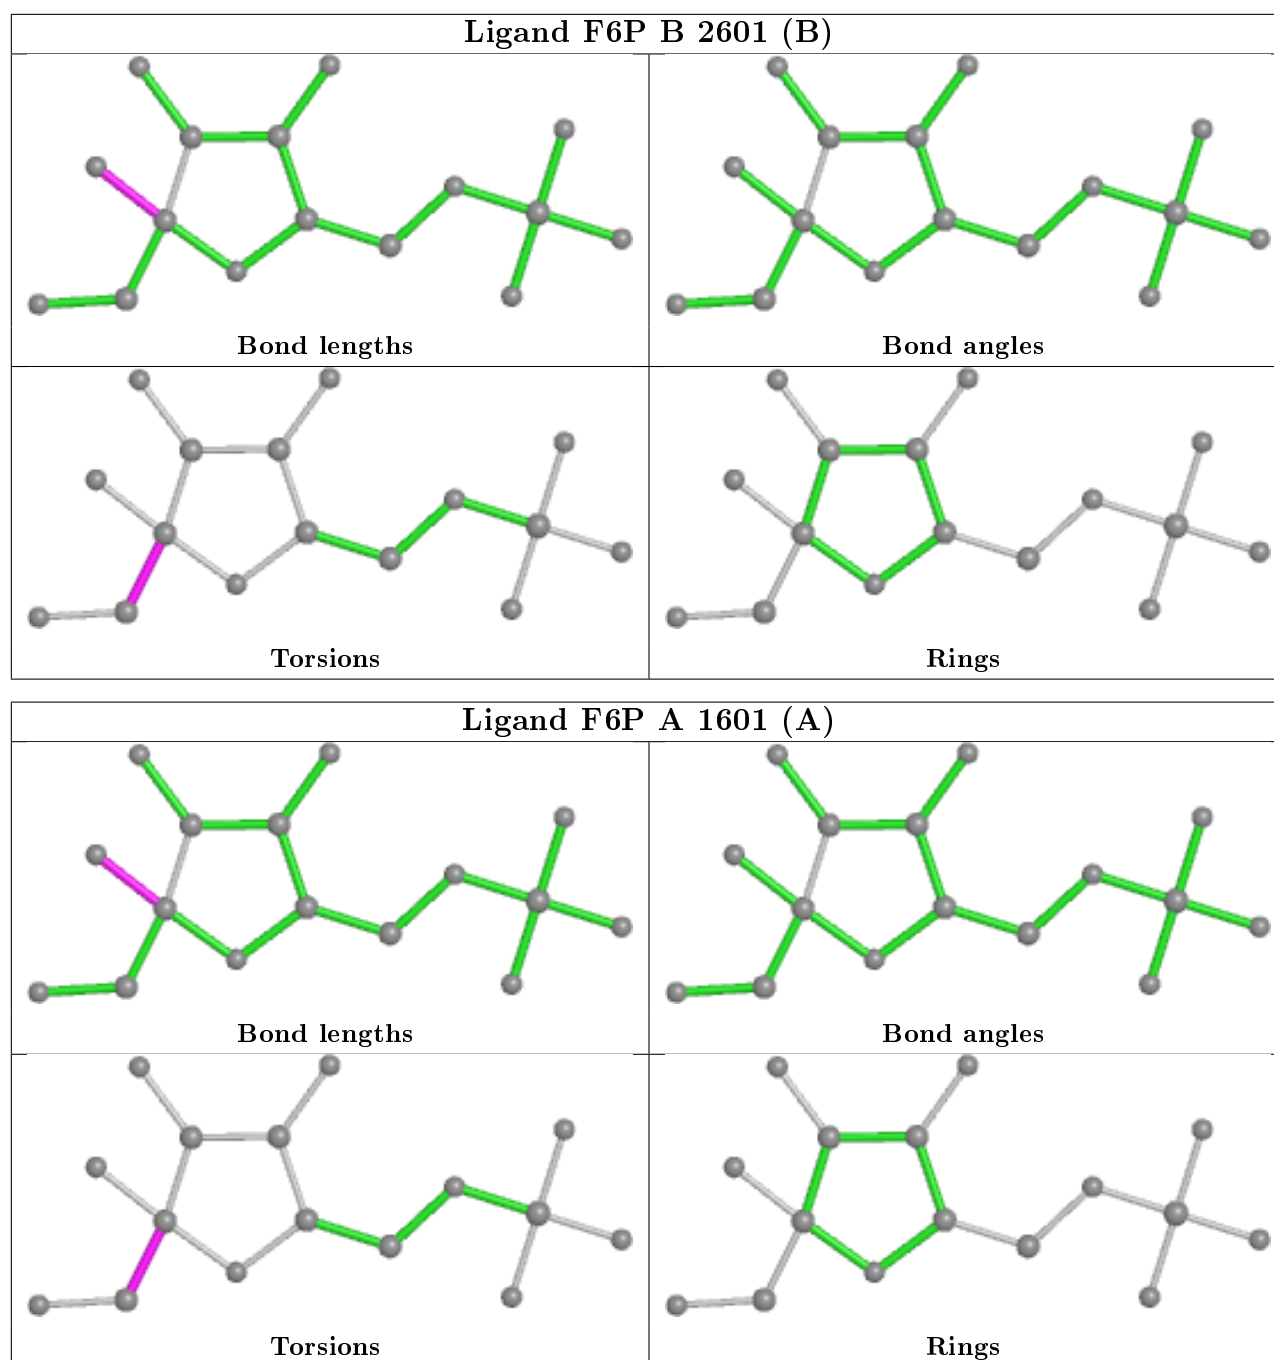 Ligand F6P B 2601 (B)
Bond lengths
Bond angles
Torsions
Rings
Ligand F6P A 1601 (A)
Bond lengths
Bond angles
Torsions
Rings